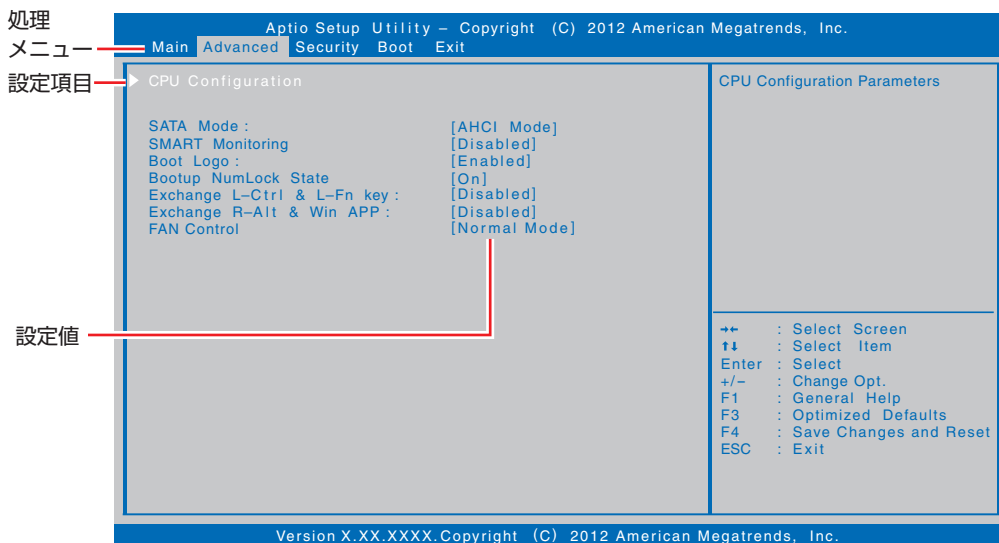 Aptio Setup Utility – Copyright (C) 2012 American Megatrends, Inc.
処理
メニュー
Main Advanced Security Boot Exit
設定項目
CPU Configuration
SATA Mode : [AHCI Mode]
SMART Monitoring [Disabled]
Boot Logo : [Enabled]
Bootup NumLock State [On]
Exchange L–Ctrl & L–Fn key : [Disabled]
Exchange R–Alt & Win APP : [Disabled]
FAN Control [Normal Mode]
設定値
CPU Configuration Parameters
→← : Select Screen
↑↓ : Select Item
Enter : Select
+/– : Change Opt.
F1 : General Help
F3 : Optimized Defaults
F4 : Save Changes and Reset
ESC : Exit
Version X.XX.XXXX.Copyright (C) 2012 American Megatrends, Inc.